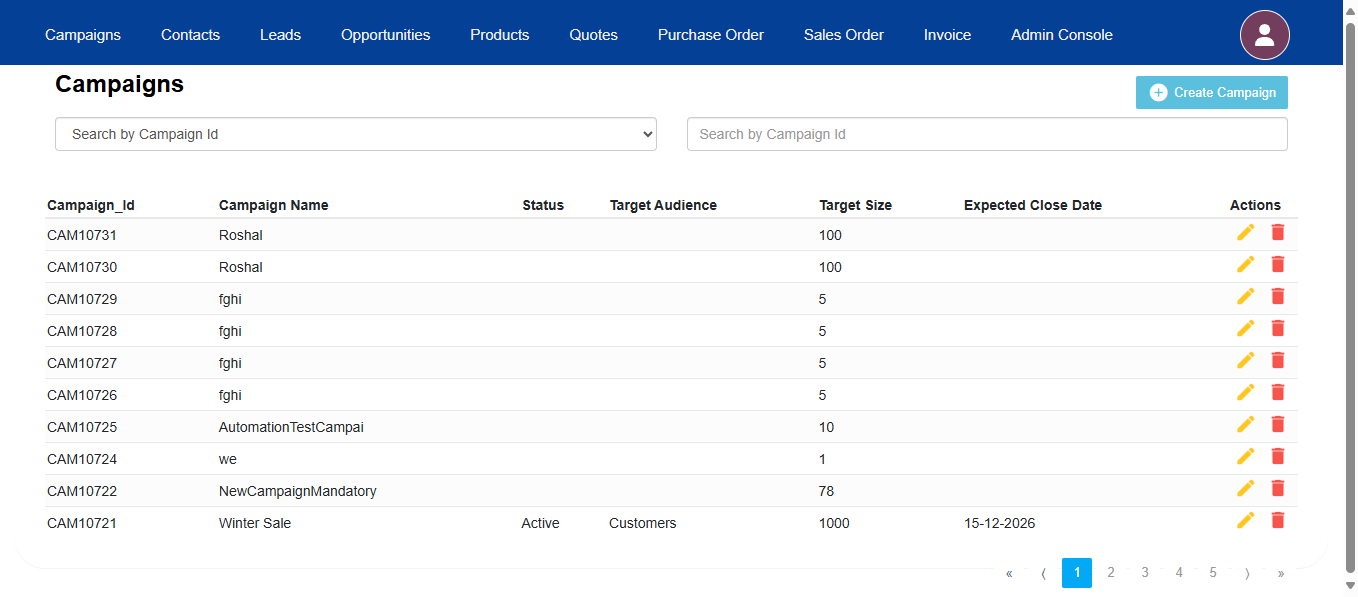 Campaigns Contacts Leads Opportunities Products Quotes Purchase Order Sales Order Invoice Admin Console
Campaigns
Create Campaign
Search by Campaign Id Search by Campaign Id
Campaign_Id Campaign Name Status Target Audience Target Size Expected Close Date Actions
CAM10731 Roshal 100
CAM10730 Roshal 100
CAM10729 fghi 5
CAM10728 fghi 5
CAM10727 fghi 5
CAM10726 fghi 5
CAM10725 AutomationTestCampai 10
CAM10724 we 1
CAM10722 NewCampaignMandatory 78
CAM10721 Winter Sale Active Customers 1000 15-12-2026
« ⟨ 1 2 3 4 5 ⟩ »